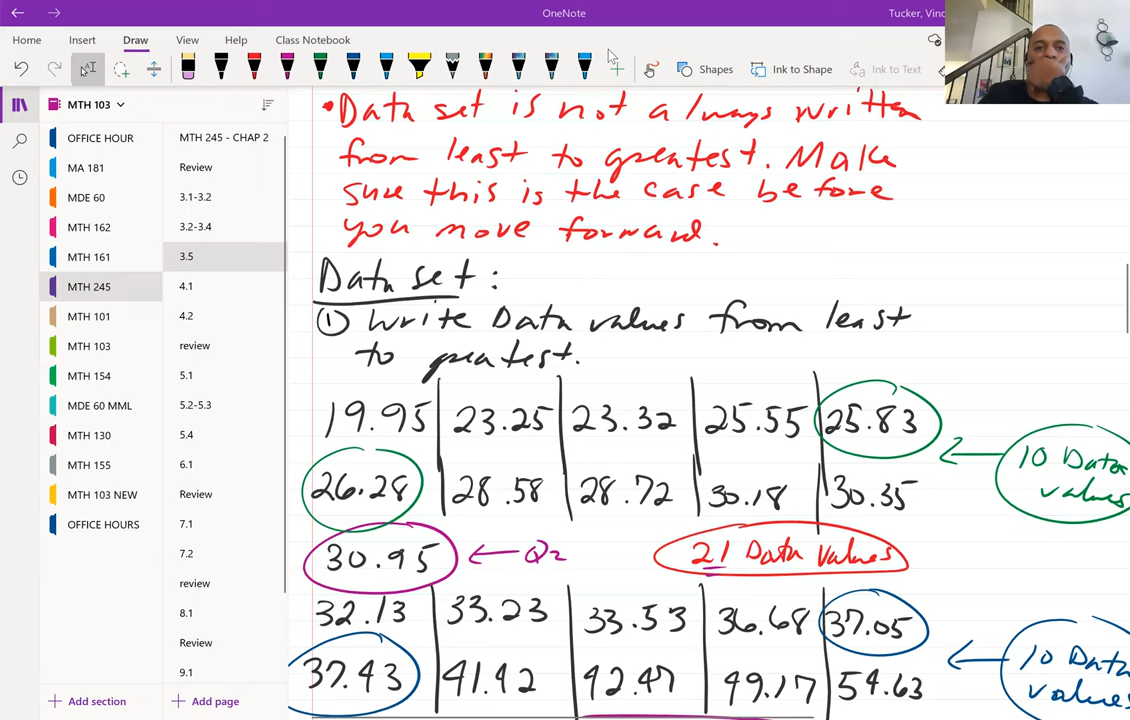 OneNote
Tucker, Vinc
Home Insert Draw View Help Class Notebook
Shapes Ink to Shape Ink to Text
MTH 103
OFFICE HOUR
MA 181
MDE 60
MTH 162
MTH 161
MTH 245
MTH 101
MTH 103
MTH 154
MDE 60 MML
MTH 130
MTH 155
MTH 103 NEW
OFFICE HOURS
Add section
MTH 245 - CHAP 2
Review
3.1-3.2
3.2-3.4
3.5
4.1
4.2
review
5.1
5.2-5.3
5.4
6.1
Review
7.1
7.2
review
8.1
Review
9.1
Add page
• Data set is not always written
from least to greatest. Make
sure this is the case before
you move forward.
Data set:
① Write Data values from least
to greatest.
19.95 23.25 23.32 25.55 25.83
10 Data
values
26.28 28.58 28.72 30.18 30.35
30.95 ← Q2 21 Data values
32.13 33.23 33.53 36.68 37.05
10 Data
values
37.43 41.42 42.47 49.17 54.63